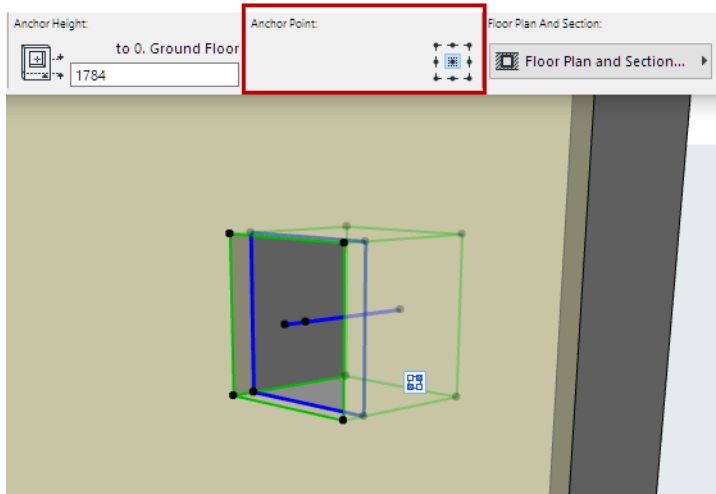 Anchor Height:
to 0. Ground Floor
1784
Anchor Point:
Floor Plan And Section:
Floor Plan and Section...